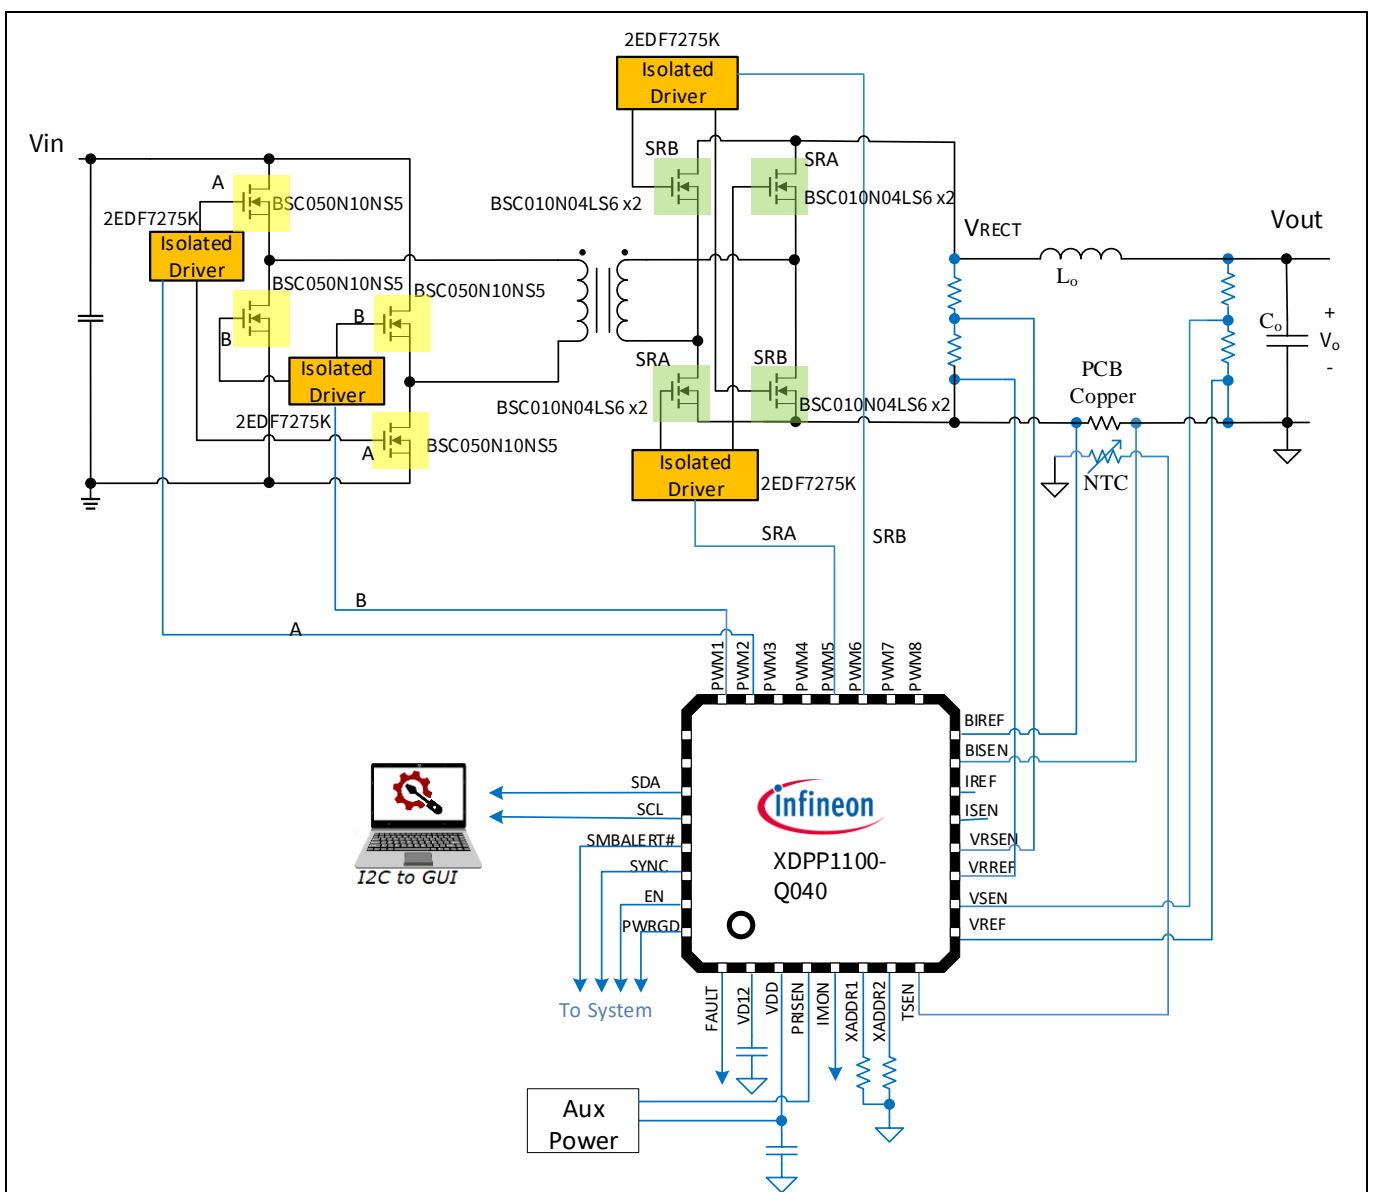 2EDF7275K
Isolated
Driver
Vin
A
BSC050N10NS5
2EDF7275K
Isolated
Driver
SRB
BSC010N04LS6 x2
SRA
BSC010N04LS6 x2
VRECT
Vout
Lo
BSC050N10NS5
B
BSC050N10NS5
B
Isolated
Driver
2EDF7275K
BSC050N10NS5
A
SRA
BSC010N04LS6 x2
SRB
BSC010N04LS6 x2
Co
+
Vo
-
PCB
Copper
NTC
Isolated
Driver
2EDF7275K
SRA
SRB
B
A
PWM1
PWM2
PWM3
PWM4
PWM5
PWM6
PWM7
PWM8
BIREF
BISEN
IREF
ISEN
VRSEN
VRREF
VSEN
VREF
infineon
XDPP1100-
Q040
SDA
SCL
SMBALERT#
SYNC
EN
PWRGD
I2C to GUI
To System
FAULT
VD12
VDD
PRISEN
IMON
XADDR1
XADDR2
TSEN
Aux
Power